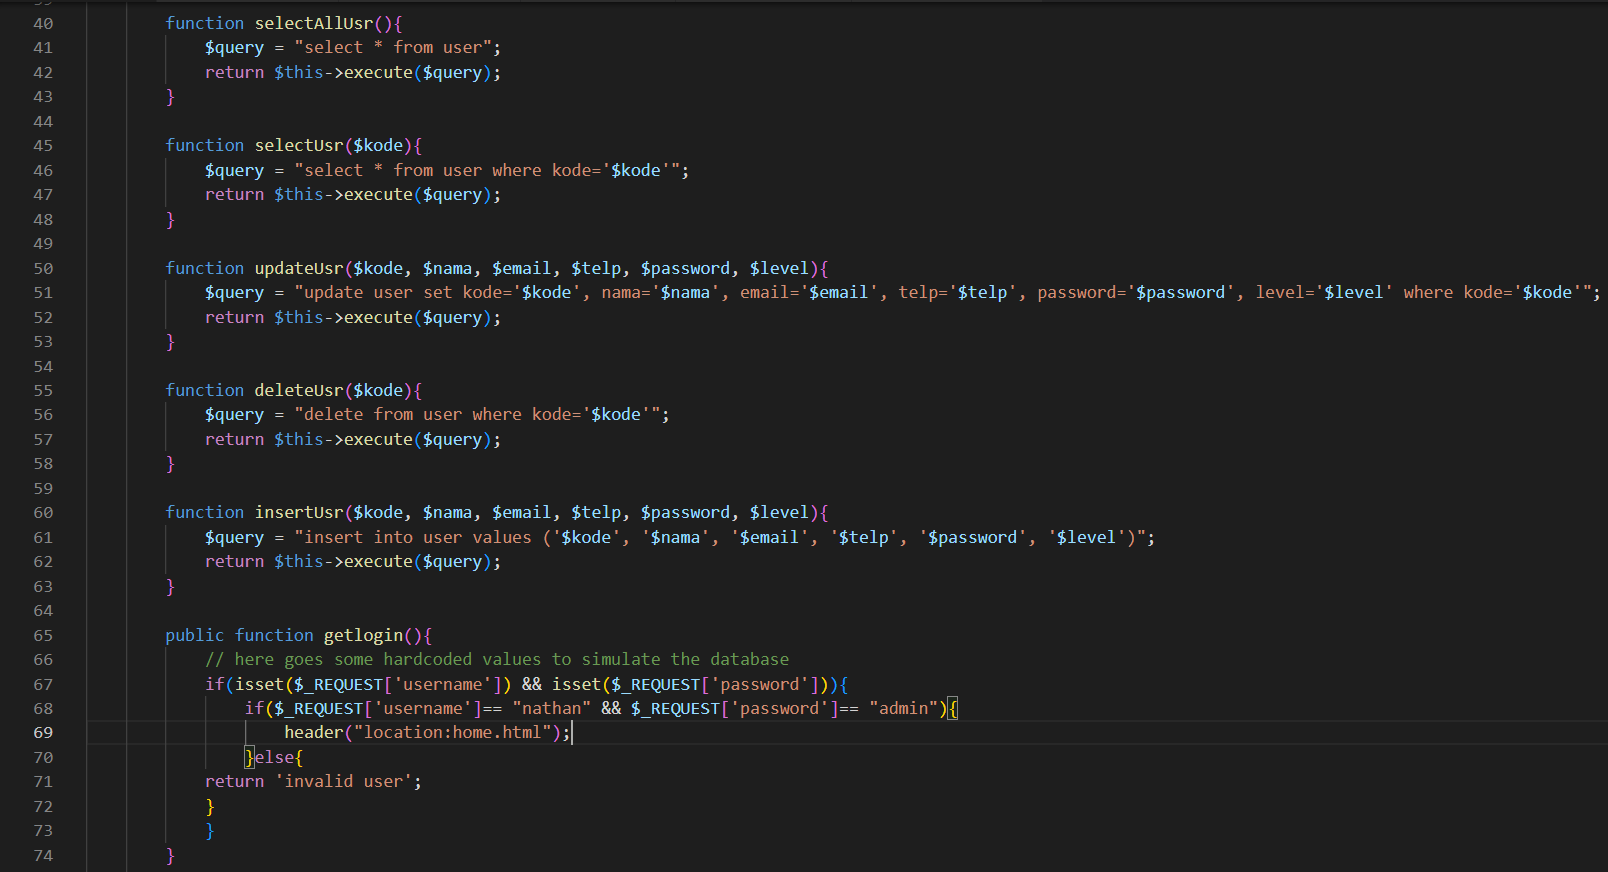 40 function selectAllUsr(){
41 $query = "select * from user";
42 return $this->execute($query);
43 }
44
45 function selectUsr($kode){
46 $query = "select * from user where kode='$kode'";
47 return $this->execute($query);
48 }
49
50 function updateUsr($kode, $nama, $email, $telp, $password, $level){
51 $query = "update user set kode='$kode', nama='$nama', email='$email', telp='$telp', password='$password', level='$level' where kode='$kode'";
52 return $this->execute($query);
53 }
54
55 function deleteUsr($kode){
56 $query = "delete from user where kode='$kode'";
57 return $this->execute($query);
58 }
59
60 function insertUsr($kode, $nama, $email, $telp, $password, $level){
61 $query = "insert into user values ('$kode', '$nama', '$email', '$telp', '$password', '$level')";
62 return $this->execute($query);
63 }
64
65 public function getlogin(){
66 // here goes some hardcoded values to simulate the database
67 if(isset($_REQUEST['username']) && isset($_REQUEST['password'])){
68 if($_REQUEST['username']== "nathan" && $_REQUEST['password']== "admin"){
69 header("location:home.html");
70 }else{
71 return 'invalid user';
72 }
73 }
74 }